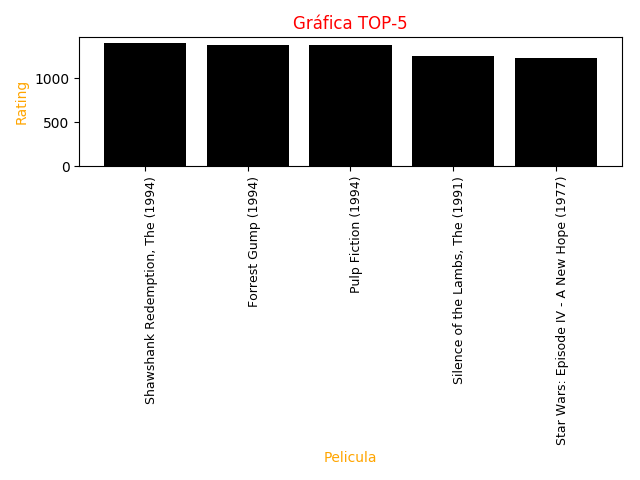 Gráfica TOP-5
Rating
1000
500
0
Shawshank Redemption, The (1994)
Forrest Gump (1994)
Pulp Fiction (1994)
Silence of the Lambs, The (1991)
Star Wars: Episode IV - A New Hope (1977)
Pelicula